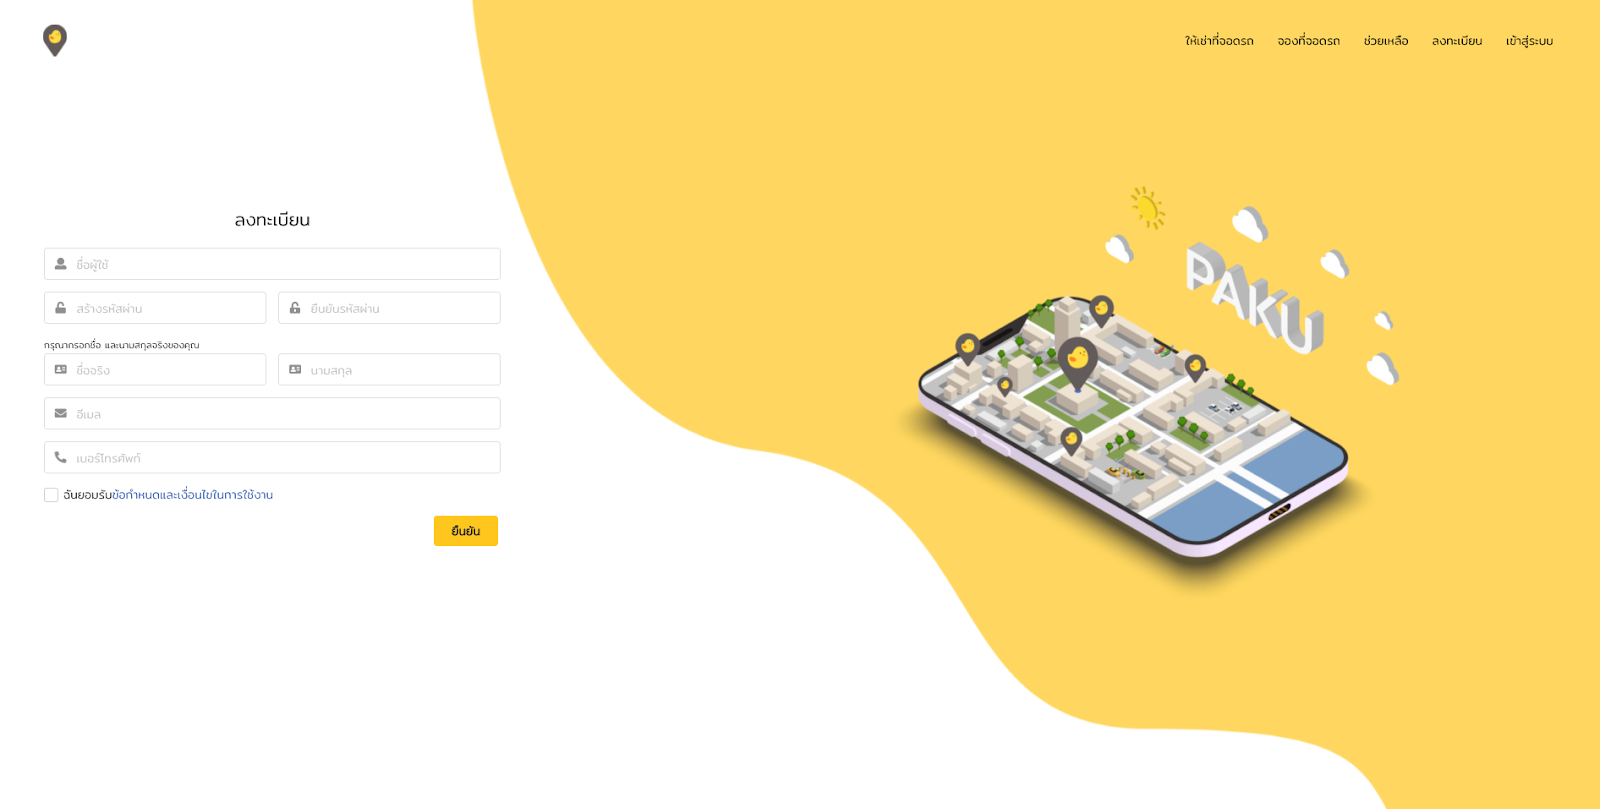 ให้เช่าที่จอดรถ จองที่จอดรถ ช่วยเหลือ ลงทะเบียน เข้าสู่ระบบ
PAKU
ลงทะเบียน
ชื่อผู้ใช้
สร้างรหัสผ่าน ยืนยันรหัสผ่าน
กรุณากรอกชื่อ และนามสกุลจริงของคุณ
ชื่อจริง นามสกุล
อีเมล
เบอร์โทรศัพท์
ฉันยอมรับข้อกำหนดและเงื่อนไขในการใช้งาน
ยืนยัน